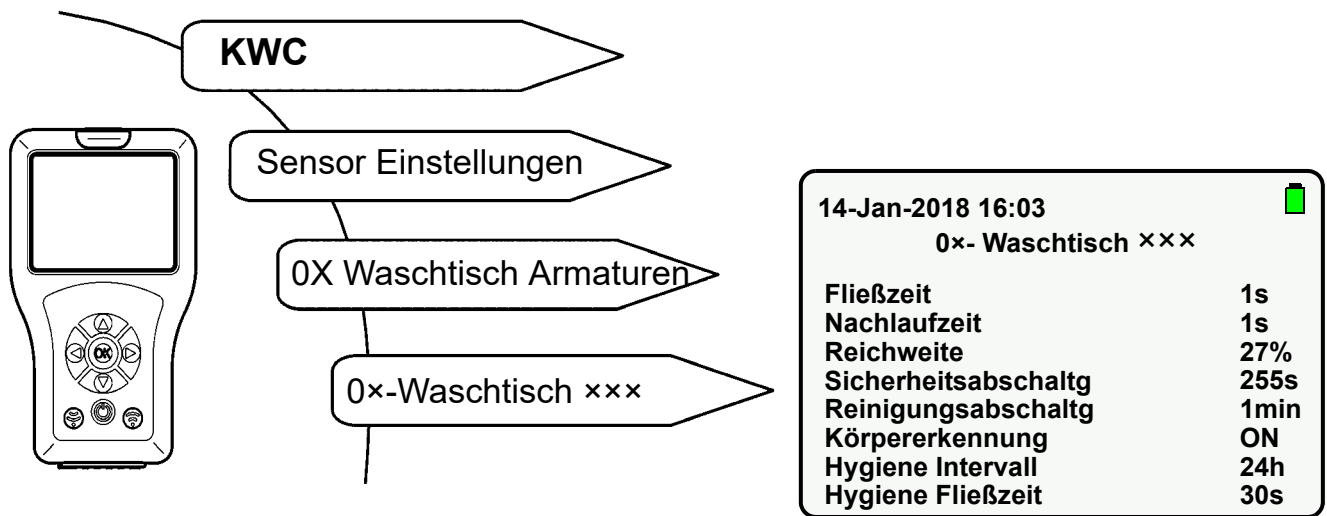 KWC
Sensor Einstellungen
0X Waschtisch Armaturen
0×-Waschtisch ×××
OK
14-Jan-2018 16:03
0×- Waschtisch ×××
Fließzeit 1s
Nachlaufzeit 1s
Reichweite 27%
Sicherheitsabschaltg 255s
Reinigungsabschaltg 1min
Körpererkennung ON
Hygiene Intervall 24h
Hygiene Fließzeit 30s